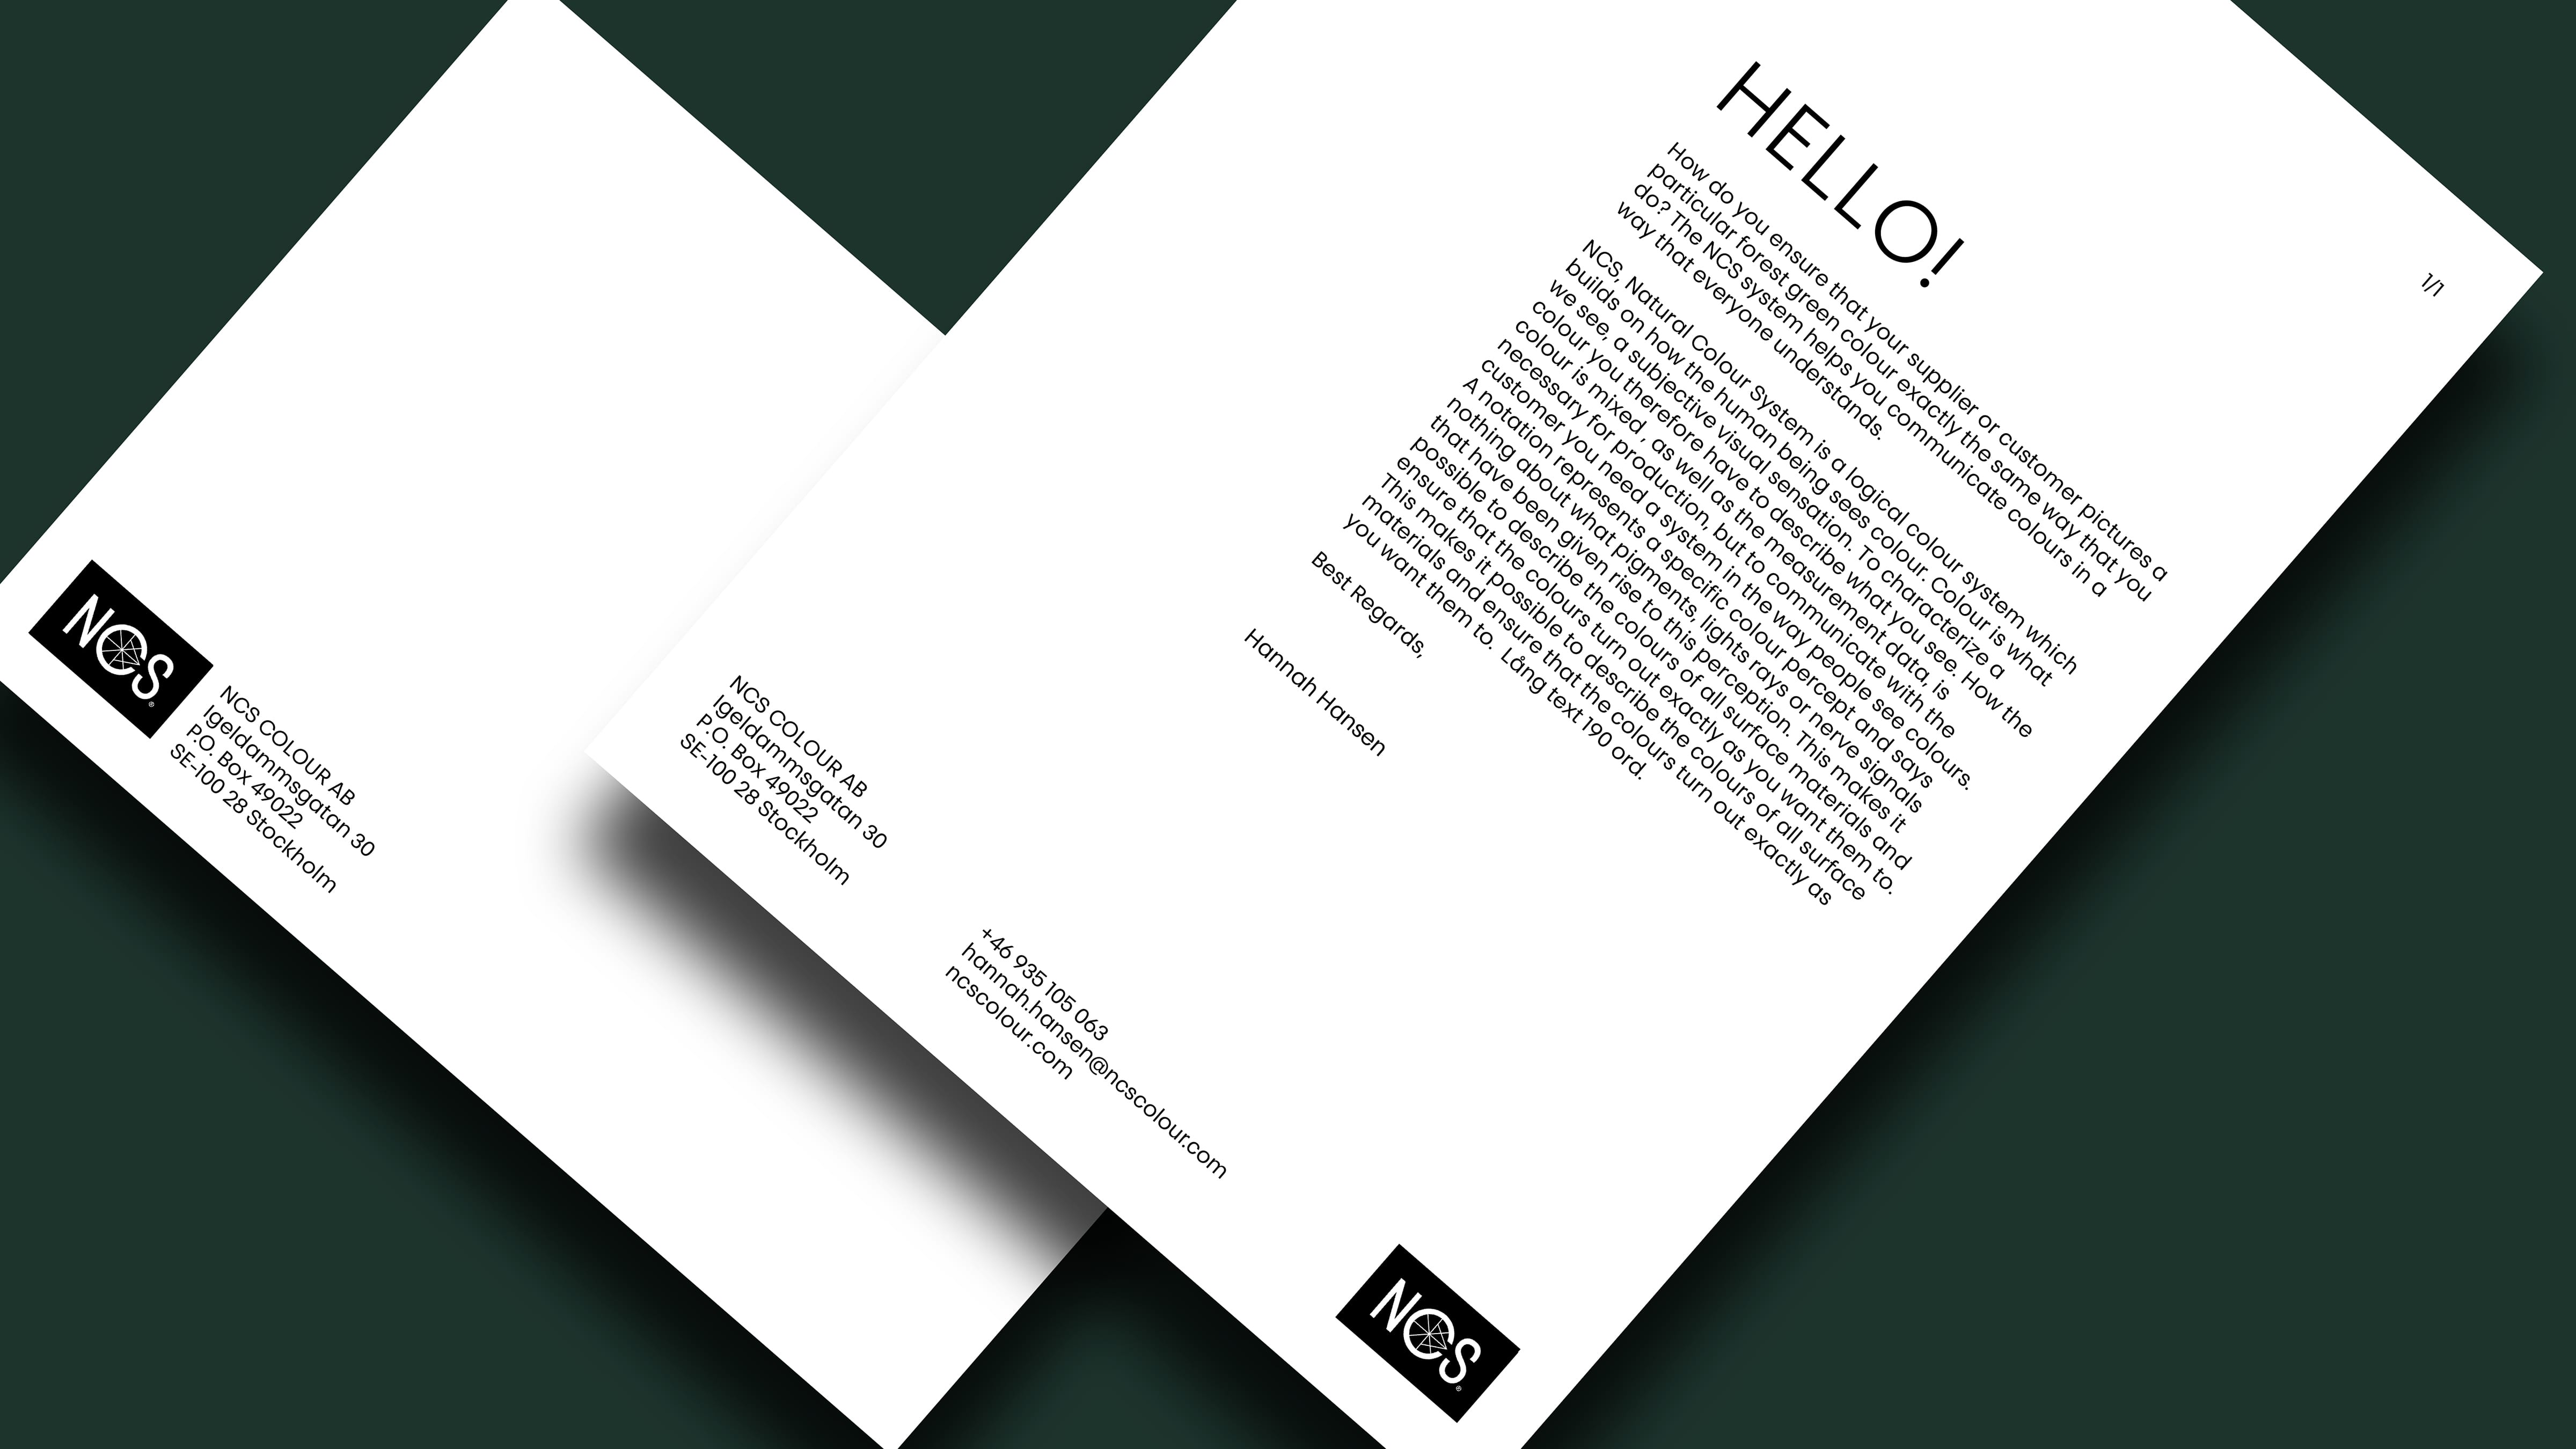 NCS®
NCS COLOUR AB
Igeldammsgatan 30
P.O. Box 49022
SE-100 28 Stockholm
1/1
HELLO!
How do you ensure that your supplier or customer pictures a
particular forest green colour exactly the same way that you
do? The NCS system helps you communicate colours in a
way that everyone understands.
NCS, Natural Colour System is a logical colour system which
builds on how the human being sees colour. Colour is what
we see, a subjective visual sensation. To characterize a
colour you therefore have to describe what you see. How the
colour is mixed, as well as the measurement data, is
necessary for production, but to communicate with the
customer you need a system in the way people see colours.
A notation represents a specific colour percept and says
nothing about what pigments, lights rays or nerve signals
that have been given rise to this perception. This makes it
possible to describe the colours of all surface materials and
ensure that the colours turn out exactly as you want them to.
This makes it possible to describe the colours of all surface
materials and ensure that the colours turn out exactly as
you want them to. Lång text 190 ord.
Best Regards,
Hannah Hansen
NCS COLOUR AB
Igeldammsgatan 30
P.O. Box 49022
SE-100 28 Stockholm
+46 935 105 063
hannah.hansen@ncscolour.com
ncscolour.com
NCS®